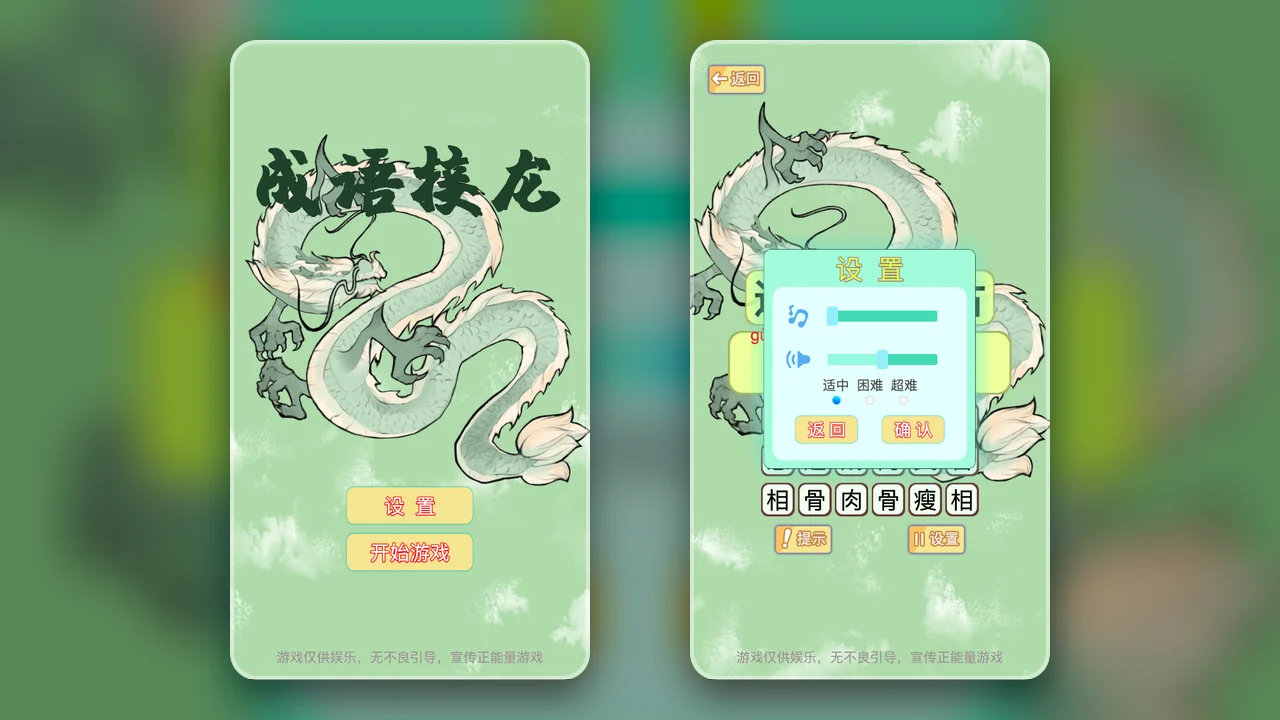 成语接龙
设 置
开始游戏
游戏仅供娱乐，无不良引导，宣传正能量游戏
返回
设 置
适中 困难 超难
返 回
确 认
相 骨 肉 骨 瘦 相
提示
设置
游戏仅供娱乐，无不良引导，宣传正能量游戏